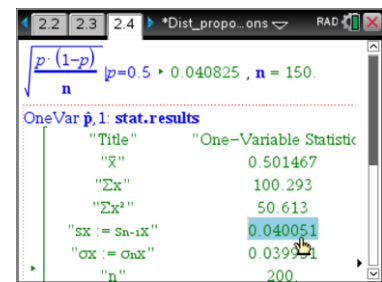 2.2 2.3 2.4 *Dist_propo…ons RAD
√(p·(1−p)/n) |p=0.5 ▸ 0.040825 , n = 150.
OneVar p̂,1: stat.results
"Title" "One−Variable Statistic
"x̄" 0.501467
"Σx" 100.293
"Σx²" 50.613
"sx := sn-1x" 0.040051
"σx := σnx"
"n" 200.